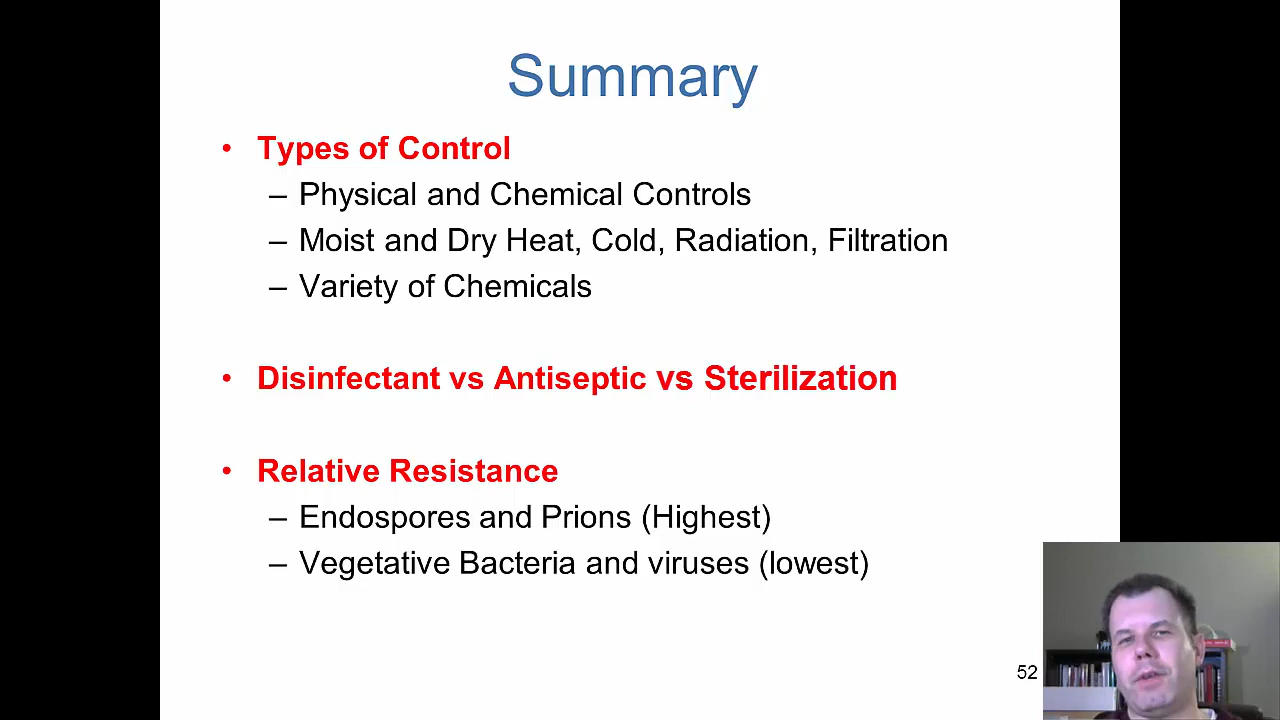 Summary
• Types of Control
– Physical and Chemical Controls
– Moist and Dry Heat, Cold, Radiation, Filtration
– Variety of Chemicals
• Disinfectant vs Antiseptic vs Sterilization
• Relative Resistance
– Endospores and Prions (Highest)
– Vegetative Bacteria and viruses (lowest)
52